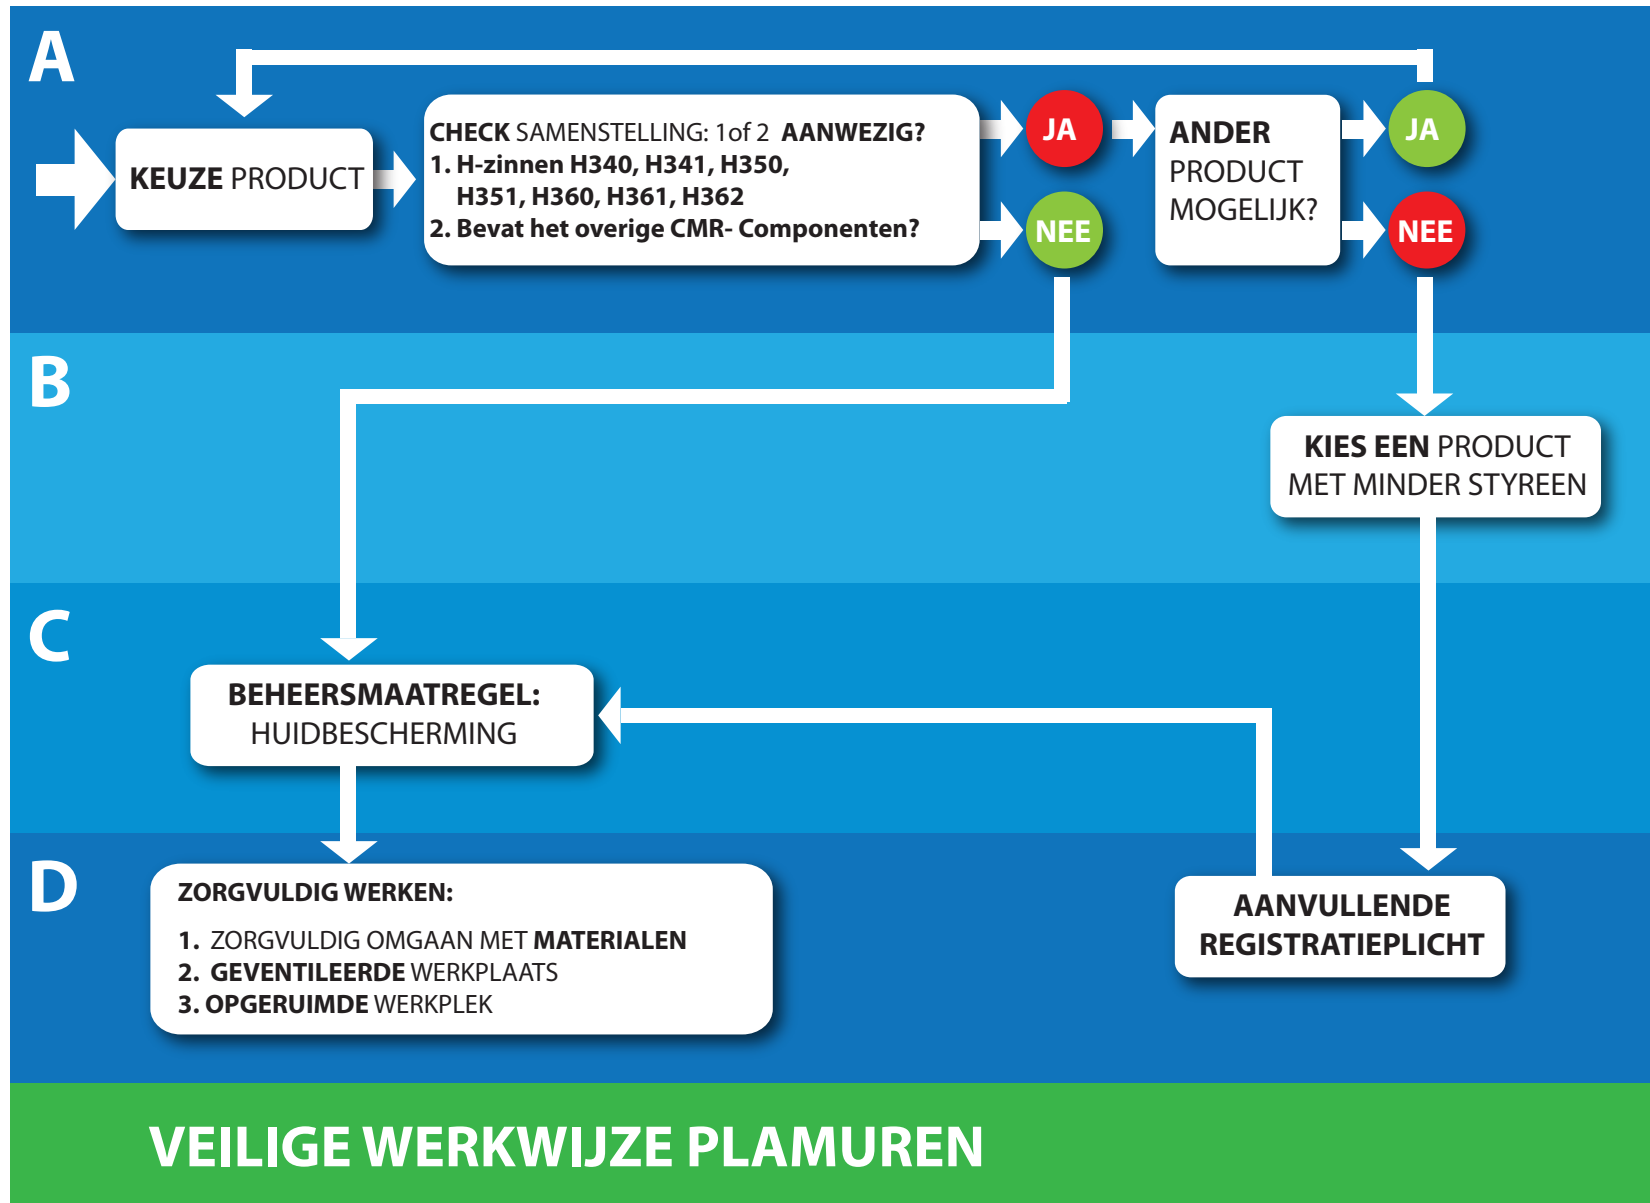 A
KEUZE PRODUCT
CHECK SAMENSTELLING: 1of 2 AANWEZIG?
1. H-zinnen H340, H341, H350,
H351, H360, H361, H362
2. Bevat het overige CMR- Componenten?
JA
NEE
ANDER
PRODUCT
MOGELIJK?
JA
NEE
B
KIES EEN PRODUCT
MET MINDER STYREEN
C
BEHEERSMAATREGEL:
HUIDBESCHERMING
D
ZORGVULDIG WERKEN:
1. ZORGVULDIG OMGAAN MET MATERIALEN
2. GEVENTILEERDE WERKPLAATS
3. OPGERUIMDE WERKPLEK
AANVULLENDE
REGISTRATIEPLICHT
VEILIGE WERKWIJZE PLAMUREN